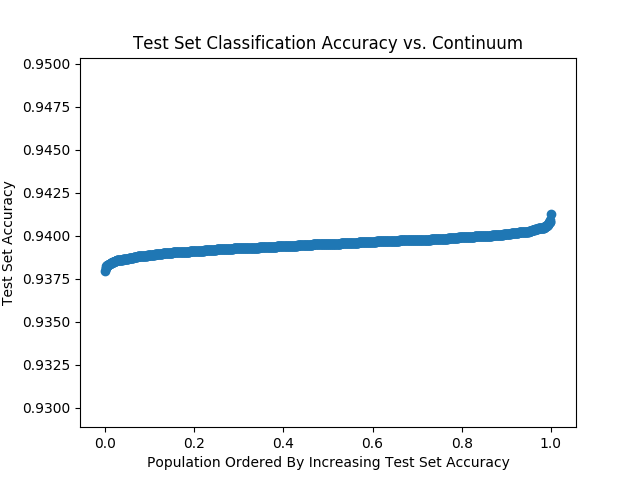 Test Set Classification Accuracy vs. Continuum
0.9500
0.9475
0.9450
0.9425
0.9400
0.9375
0.9350
0.9325
0.9300
Test Set Accuracy
0.0 0.2 0.4 0.6 0.8 1.0
Population Ordered By Increasing Test Set Accuracy